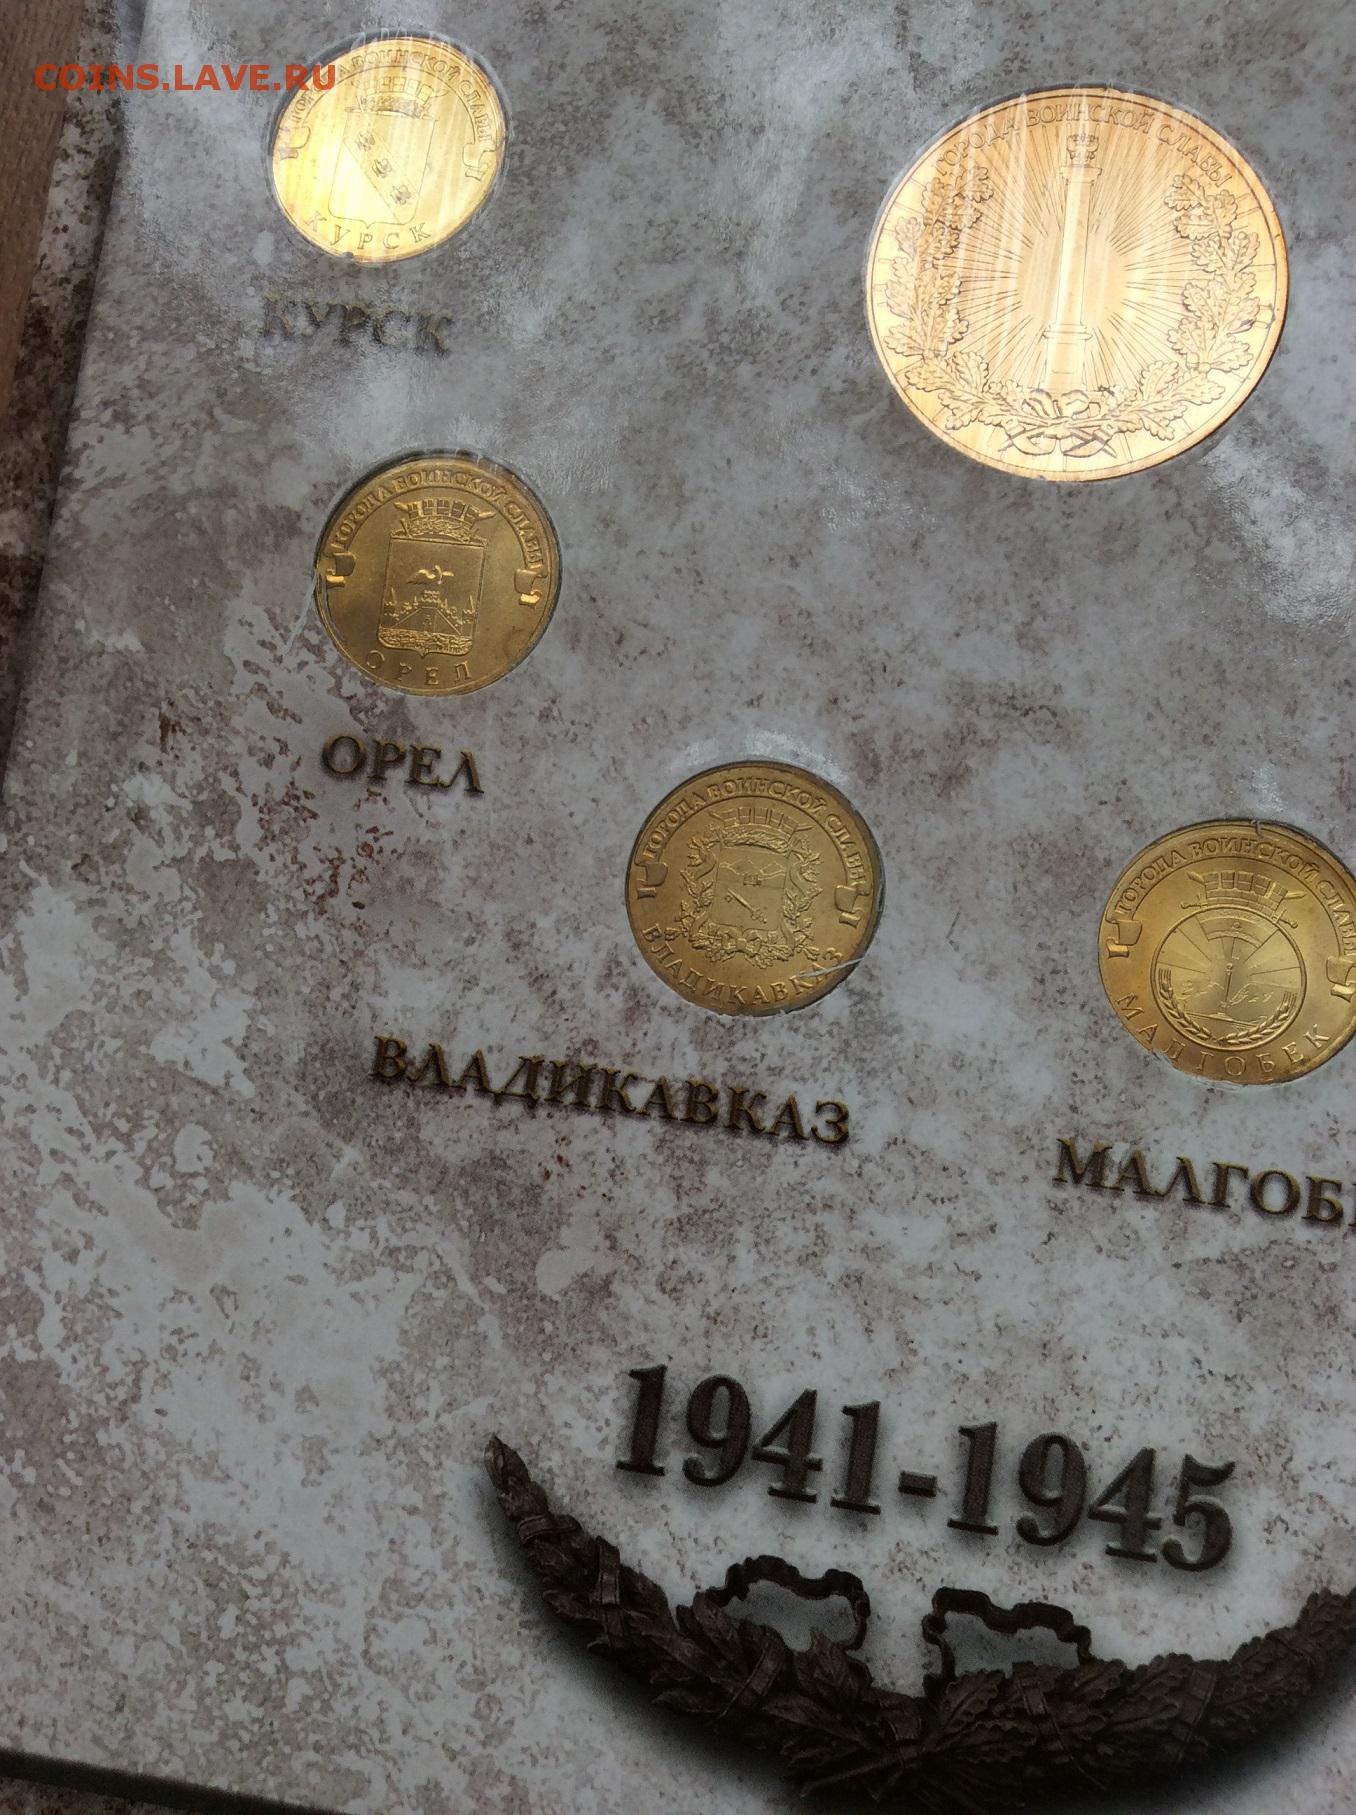 COINS.LAVE.RU
ГОРОДА ВОИНСКОЙ СЛАВЫ
КУРСК
КУРСК
ГОРОДА ВОИНСКОЙ СЛАВЫ
ГОРОДА ВОИНСКОЙ СЛАВЫ
ОРЕЛ
ОРЕЛ
ГОРОДА ВОИНСКОЙ СЛАВЫ
ВЛАДИКАВКАЗ
ВЛАДИКАВКАЗ
ГОРОДА ВОИНСКОЙ СЛАВЫ
МАЛГОБЕК
МАЛГОБЕ
1941-1945